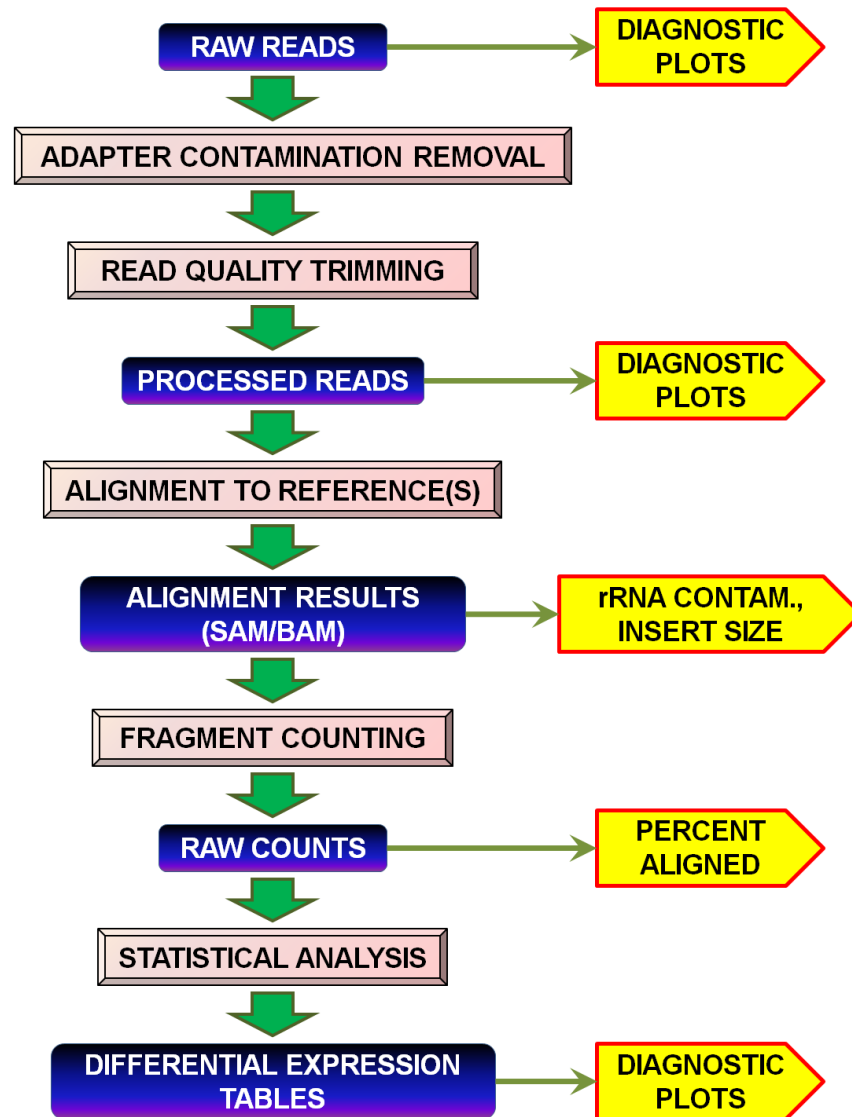 RAW READS
DIAGNOSTIC
PLOTS
ADAPTER CONTAMINATION REMOVAL
READ QUALITY TRIMMING
PROCESSED READS
DIAGNOSTIC
PLOTS
ALIGNMENT TO REFERENCE(S)
ALIGNMENT RESULTS
(SAM/BAM)
rRNA CONTAM.,
INSERT SIZE
FRAGMENT COUNTING
RAW COUNTS
PERCENT
ALIGNED
STATISTICAL ANALYSIS
DIFFERENTIAL EXPRESSION
TABLES
DIAGNOSTIC
PLOTS